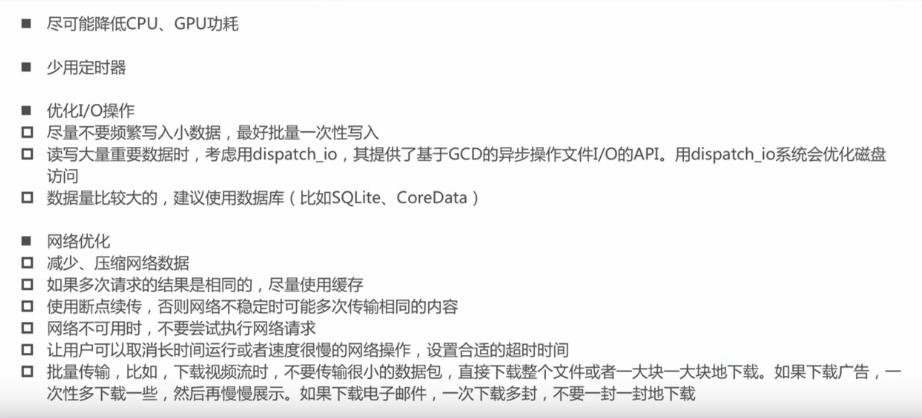 ■ 尽可能降低CPU、GPU功耗
■ 少用定时器
■ 优化I/O操作
□ 尽量不要频繁写入小数据，最好批量一次性写入
□ 读写大量重要数据时，考虑用dispatch_io，其提供了基于GCD的异步操作文件I/O的API。用dispatch_io系统会优化磁盘
访问
□ 数据量比较大的，建议使用数据库（比如SQLite、CoreData）
■ 网络优化
□ 减少、压缩网络数据
□ 如果多次请求的结果是相同的，尽量使用缓存
□ 使用断点续传，否则网络不稳定时可能多次传输相同的内容
□ 网络不可用时，不要尝试执行网络请求
□ 让用户可以取消长时间运行或者速度很慢的网络操作，设置合适的超时时间
□ 批量传输，比如，下载视频流时，不要传输很小的数据包，直接下载整个文件或者一大块一大块地下载。如果下载广告，一
次性多下载一些，然后再慢慢展示。如果下载电子邮件，一次下载多封，不要一封一封地下载